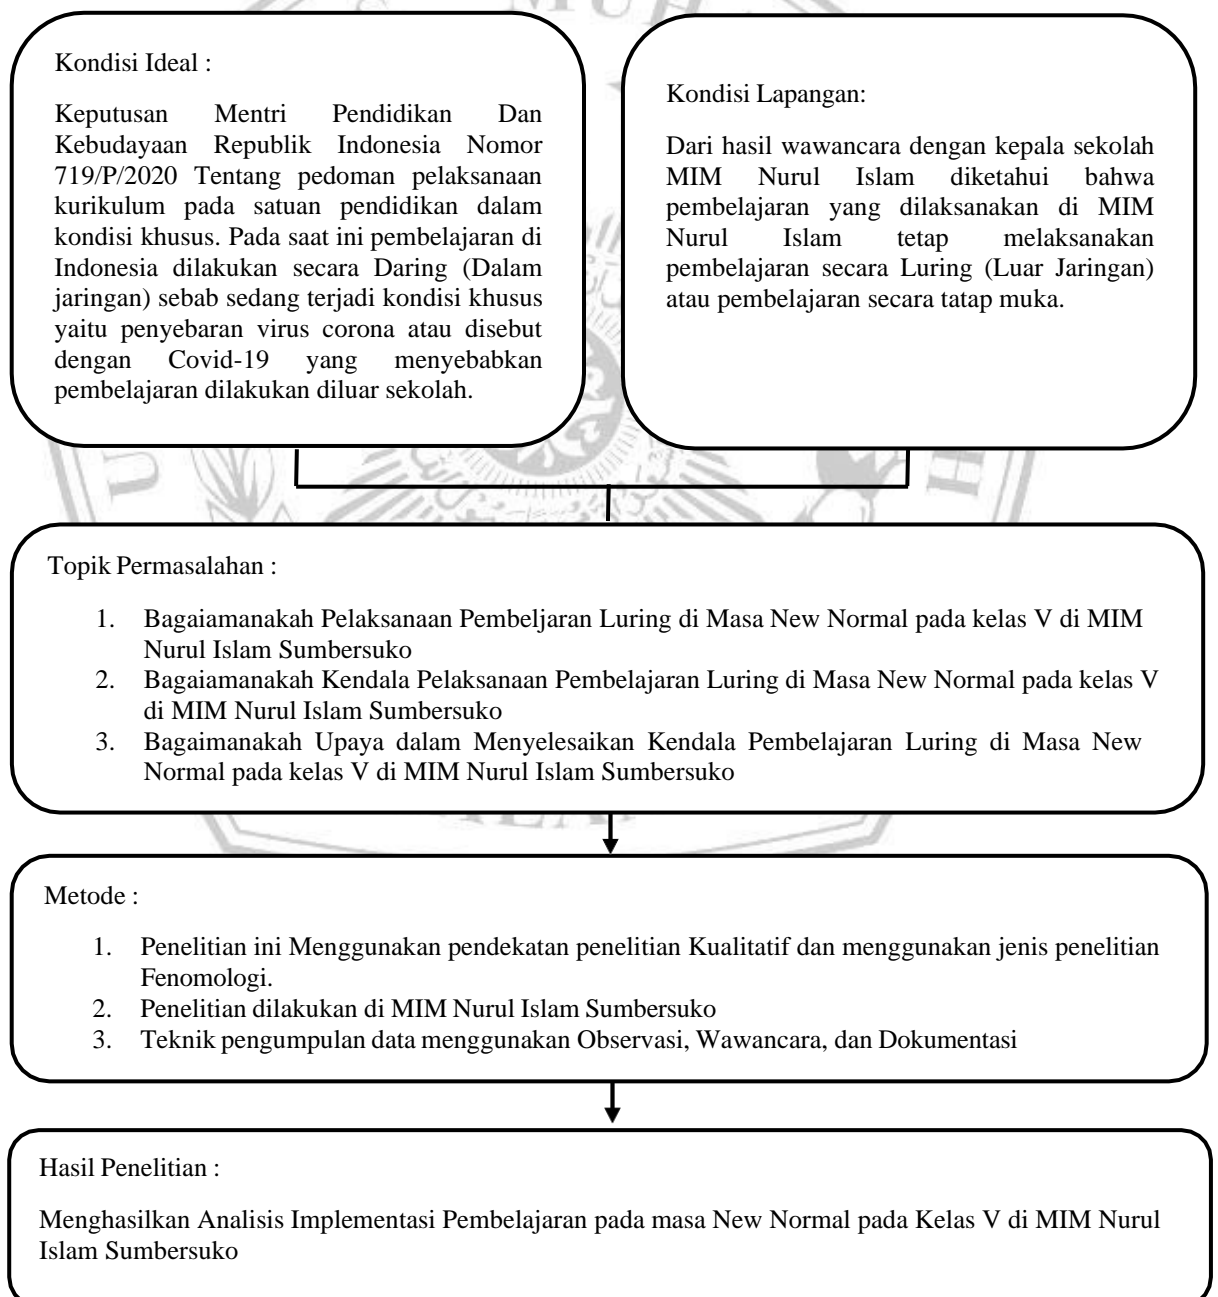 Kondisi Ideal :
Keputusan Mentri Pendidikan Dan
Kebudayaan Republik Indonesia Nomor
719/P/2020 Tentang pedoman pelaksanaan
kurikulum pada satuan pendidikan dalam
kondisi khusus. Pada saat ini pembelajaran di
Indonesia dilakukan secara Daring (Dalam
jaringan) sebab sedang terjadi kondisi khusus
yaitu penyebaran virus corona atau disebut
dengan Covid-19 yang menyebabkan
pembelajaran dilakukan diluar sekolah.
Kondisi Lapangan:
Dari hasil wawancara dengan kepala sekolah
MIM Nurul Islam diketahui bahwa
pembelajaran yang dilaksanakan di MIM
Nurul Islam tetap melaksanakan
pembelajaran secara Luring (Luar Jaringan)
atau pembelajaran secara tatap muka.
Topik Permasalahan :
1. Bagaiamanakah Pelaksanaan Pembeljaran Luring di Masa New Normal pada kelas V di MIM
Nurul Islam Sumbersuko
2. Bagaiamanakah Kendala Pelaksanaan Pembelajaran Luring di Masa New Normal pada kelas V
di MIM Nurul Islam Sumbersuko
3. Bagaimanakah Upaya dalam Menyelesaikan Kendala Pembelajaran Luring di Masa New
Normal pada kelas V di MIM Nurul Islam Sumbersuko
Metode :
1. Penelitian ini Menggunakan pendekatan penelitian Kualitatif dan menggunakan jenis penelitian
Fenomologi.
2. Penelitian dilakukan di MIM Nurul Islam Sumbersuko
3. Teknik pengumpulan data menggunakan Observasi, Wawancara, dan Dokumentasi
Hasil Penelitian :
Menghasilkan Analisis Implementasi Pembelajaran pada masa New Normal pada Kelas V di MIM Nurul
Islam Sumbersuko